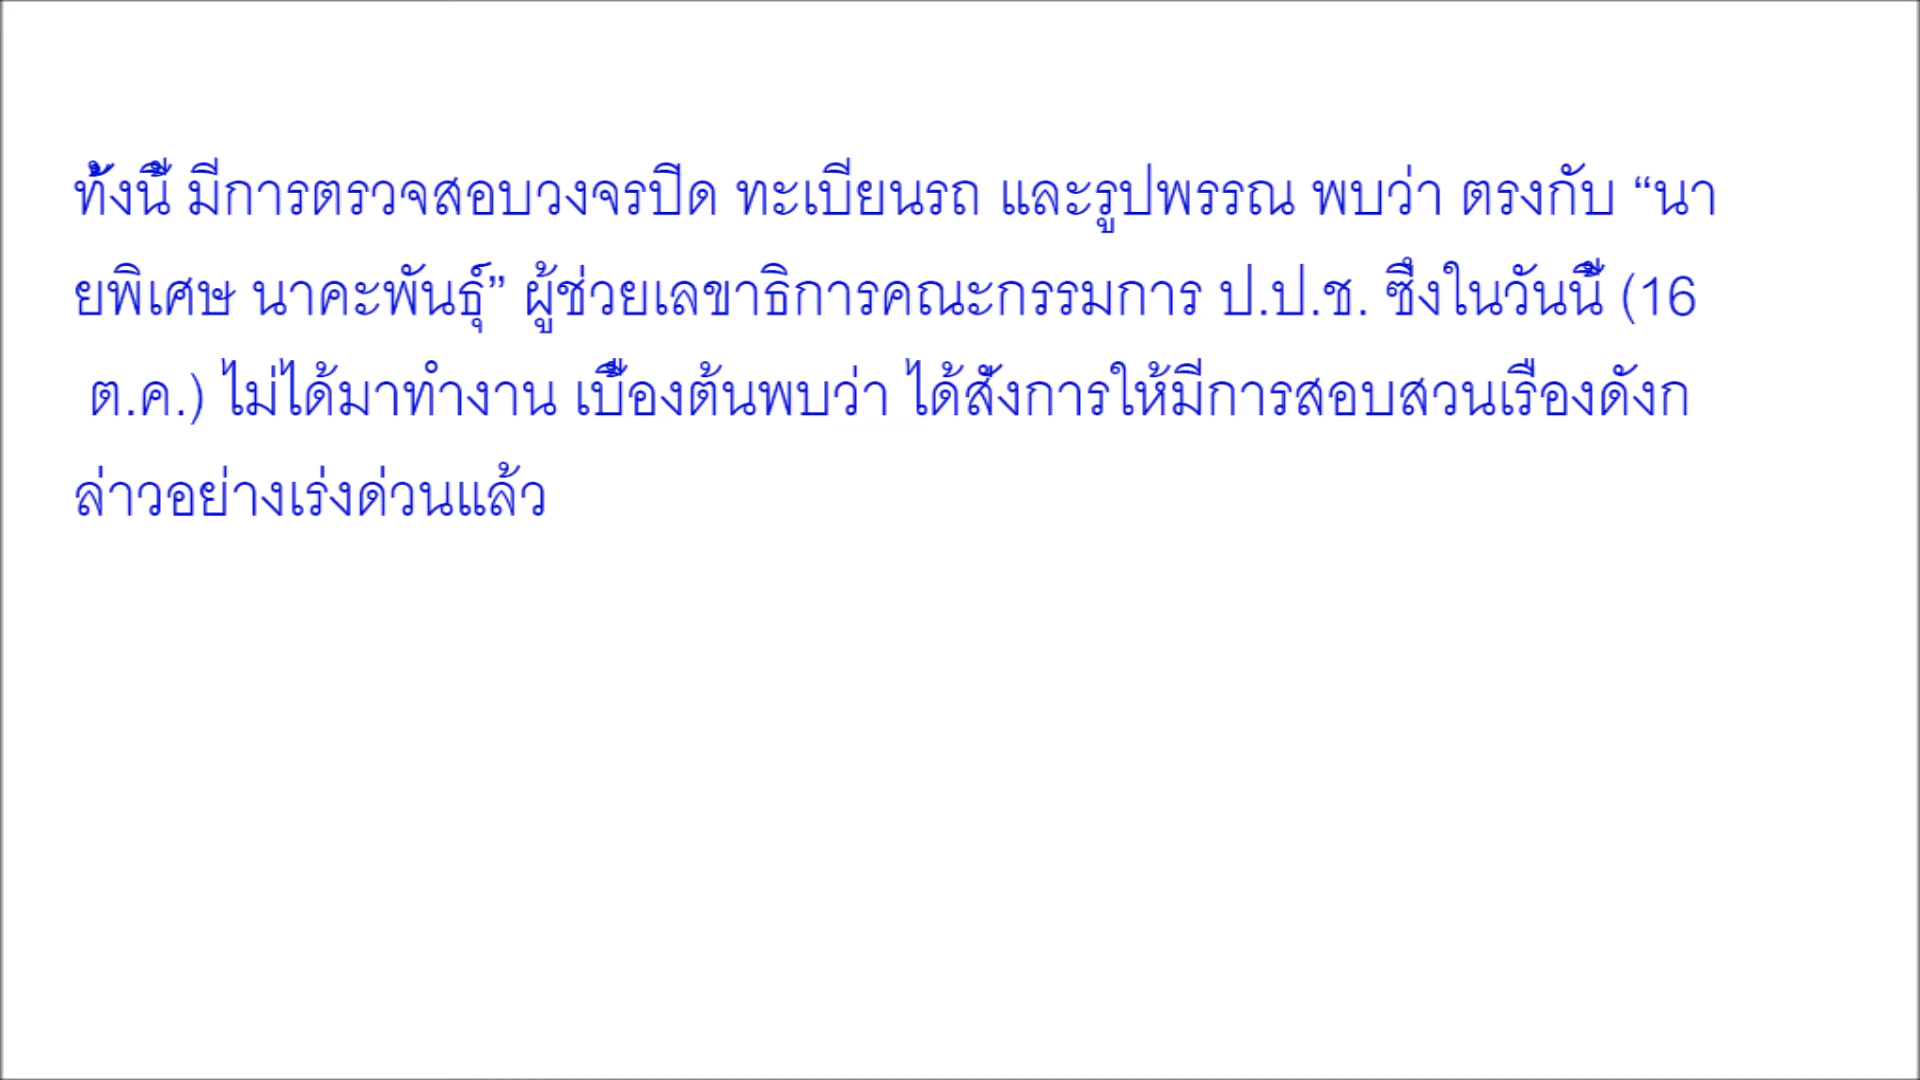 ทั้งนี้ มีการตรวจสอบวงจรปิด ทะเบียนรถ และรูปพรรณ พบว่า ตรงกับ “นา
ยพิเศษ นาคะพันธุ์” ผู้ช่วยเลขาธิการคณะกรรมการ ป.ป.ช. ซึ่งในวันนี้ (16
ต.ค.) ไม่ได้มาทำงาน เบื้องต้นพบว่า ได้สั่งการให้มีการสอบสวนเรื่องดังก
ล่าวอย่างเร่งด่วนแล้ว